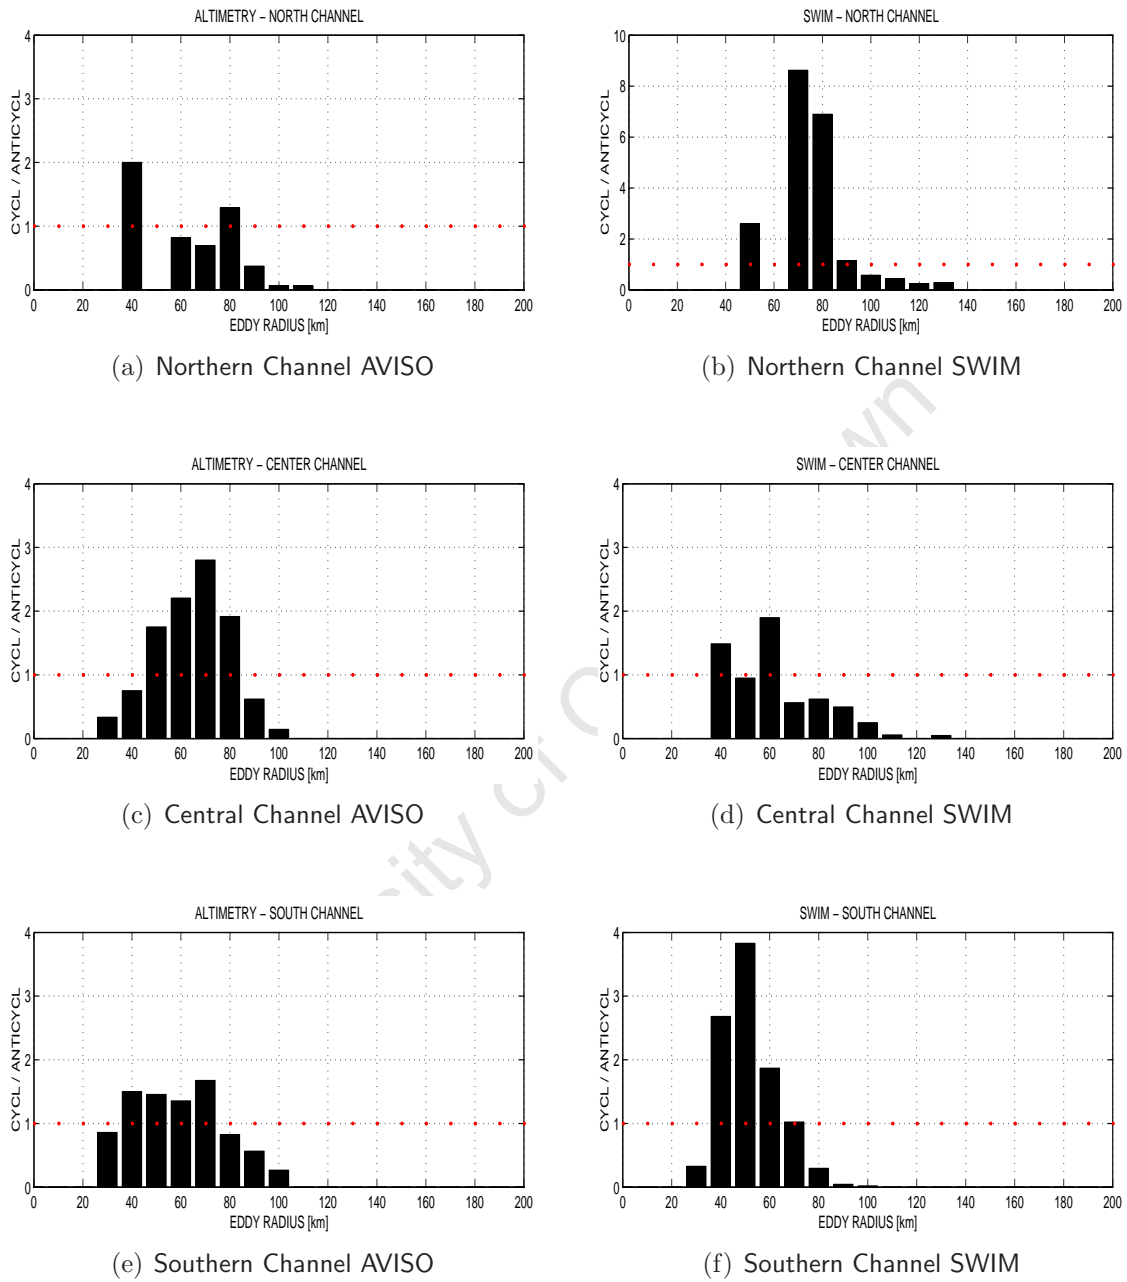 ALTIMETRY – NORTH CHANNEL
CYCL / ANTICYCL
4
3
2
1
0
0 20 40 60 80 100 120 140 160 180 200
EDDY RADIUS [km]
(a) Northern Channel AVISO
SWIM – NORTH CHANNEL
CYCL / ANTICYCL
10
8
6
4
2
0
0 20 40 60 80 100 120 140 160 180 200
EDDY RADIUS [km]
(b) Northern Channel SWIM
ALTIMETRY – CENTER CHANNEL
CYCL / ANTICYCL
4
3
2
1
0
0 20 40 60 80 100 120 140 160 180 200
EDDY RADIUS [km]
(c) Central Channel AVISO
SWIM – CENTER CHANNEL
CYCL / ANTICYCL
4
3
2
1
0
0 20 40 60 80 100 120 140 160 180 200
EDDY RADIUS [km]
(d) Central Channel SWIM
ALTIMETRY – SOUTH CHANNEL
CYCL / ANTICYCL
4
3
2
1
0
0 20 40 60 80 100 120 140 160 180 200
EDDY RADIUS [km]
(e) Southern Channel AVISO
SWIM – SOUTH CHANNEL
CYCL / ANTICYCL
4
3
2
1
0
0 20 40 60 80 100 120 140 160 180 200
EDDY RADIUS [km]
(f) Southern Channel SWIM